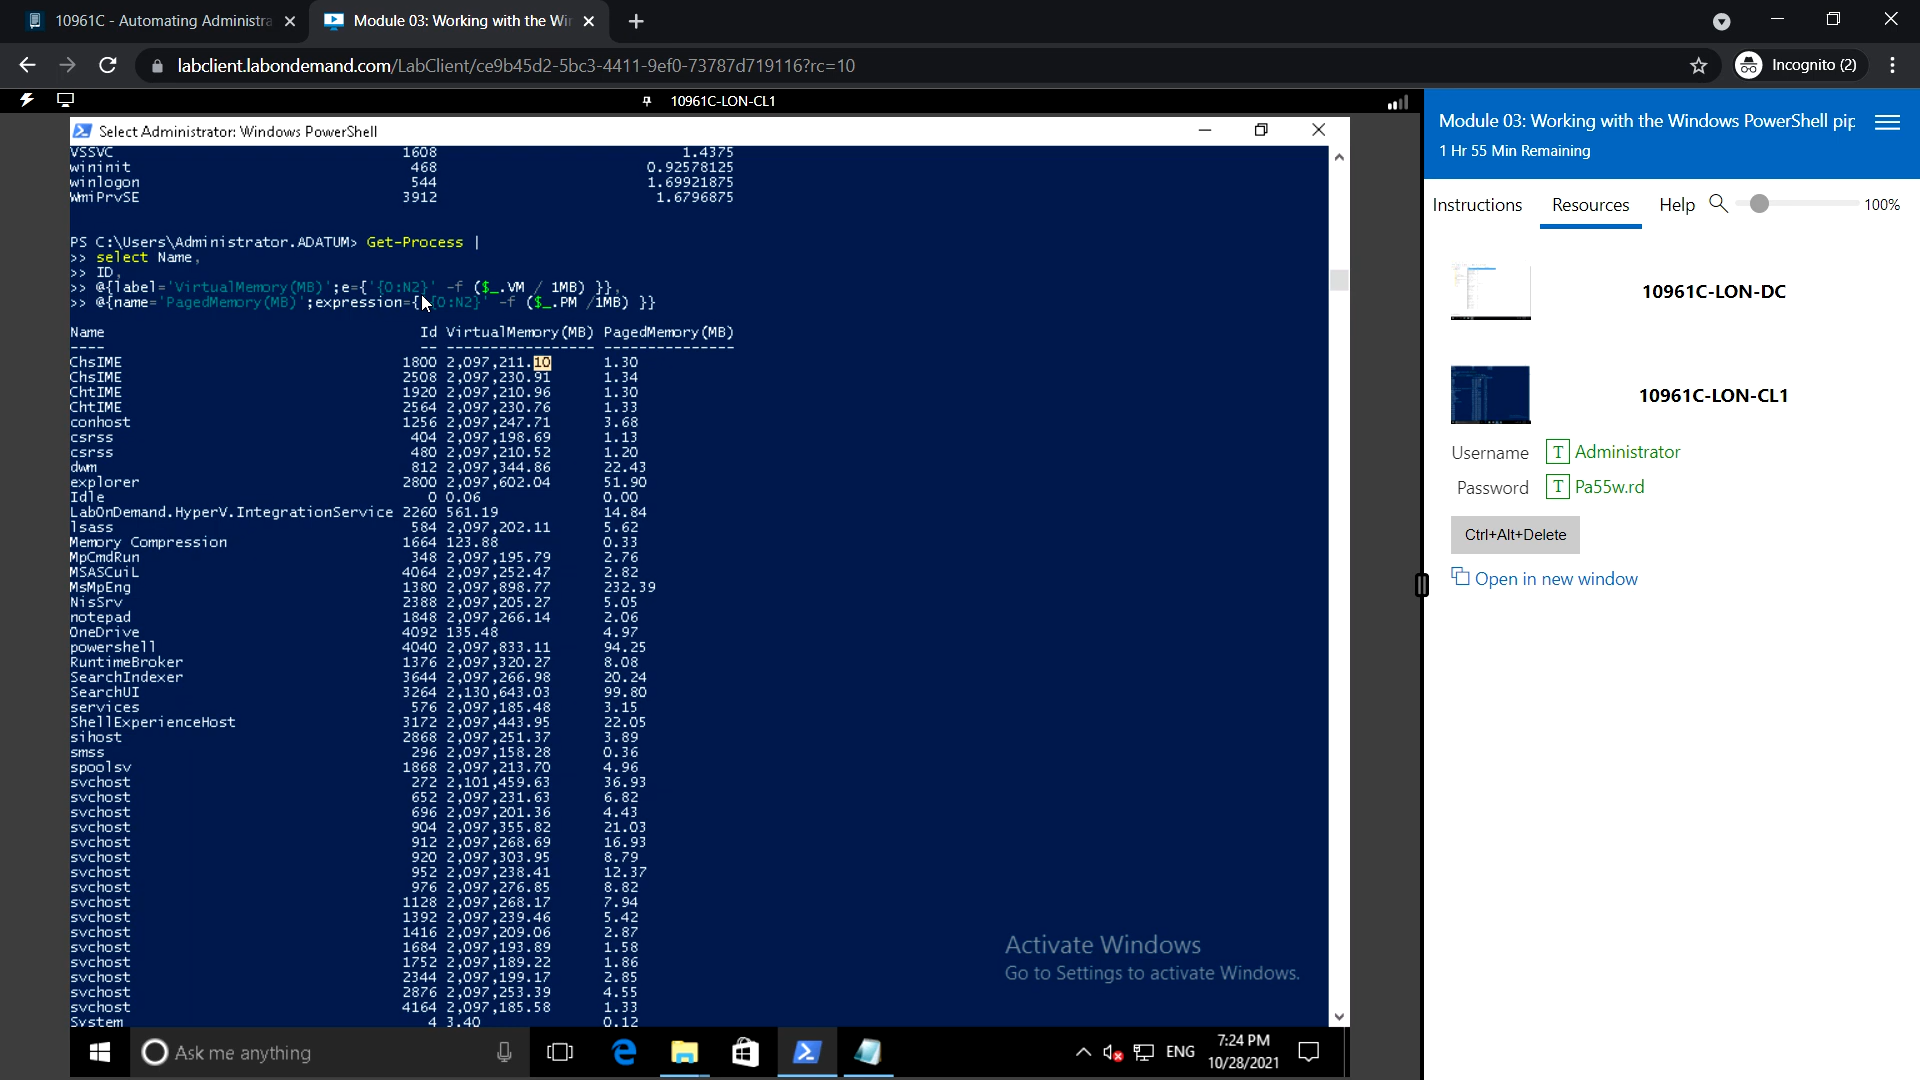 10961C - Automating Administra
Module 03: Working with the Wi
labclient.labondemand.com/LabClient/ce9b45d2-5bc3-4411-9ef0-73787d719116?rc=10
Incognito (2)
10961C-LON-CL1
Select Administrator: Windows PowerShell
VSSVC 1608 1.4375
wininit 468 0.92578125
winlogon 544 1.69921875
WmiPrvSE 3912 1.6796875
PS C:\Users\Administrator.ADATUM> Get-Process |
>> select Name,
>> ID,
>> @{label='VirtualMemory(MB)';e={'{0:N2}' -f ($_.VM / 1MB) }},
>> @{name='PagedMemory(MB)';expression={'{0:N2}' -f ($_.PM /1MB) }}
Name Id VirtualMemory(MB) PagedMemory(MB)
---- -- ----------------- ---------------
ChsIME 1800 2,097,211.10 1.30
ChsIME 2508 2,097,230.91 1.34
ChtIME 1920 2,097,210.96 1.30
ChtIME 2564 2,097,230.76 1.33
conhost 1256 2,097,247.71 3.68
csrss 404 2,097,198.69 1.13
csrss 480 2,097,210.52 1.20
dwm 812 2,097,344.86 22.43
explorer 2800 2,097,602.04 51.90
Idle 0 0.06 0.00
LabOnDemand.HyperV.IntegrationService 2260 561.19 14.84
lsass 584 2,097,202.11 5.62
Memory Compression 1664 123.88 0.33
MpCmdRun 348 2,097,195.79 2.76
MSASCuiL 4064 2,097,252.47 2.82
MsMpEng 1380 2,097,898.77 232.39
NisSrv 2388 2,097,205.27 5.05
notepad 1848 2,097,266.14 2.06
OneDrive 4092 135.48 4.97
powershell 4040 2,097,833.11 94.25
RuntimeBroker 1376 2,097,320.27 8.08
SearchIndexer 3644 2,097,266.98 20.24
SearchUI 3264 2,130,643.03 99.80
services 576 2,097,185.48 3.15
ShellExperienceHost 3172 2,097,443.95 22.05
sihost 2868 2,097,251.37 3.89
smss 296 2,097,158.28 0.36
spoolsv 1868 2,097,213.70 4.96
svchost 272 2,101,459.63 36.93
svchost 652 2,097,231.63 6.82
svchost 696 2,097,201.36 4.43
svchost 904 2,097,355.82 21.03
svchost 912 2,097,268.69 16.93
svchost 920 2,097,303.95 8.79
svchost 952 2,097,238.41 12.37
svchost 976 2,097,276.85 8.82
svchost 1128 2,097,268.17 7.94
svchost 1392 2,097,239.46 5.42
svchost 1416 2,097,209.06 2.87
svchost 1684 2,097,193.89 1.58
svchost 1752 2,097,189.22 1.86
svchost 2344 2,097,199.17 2.85
svchost 2876 2,097,253.39 4.55
svchost 4164 2,097,185.58 1.33
System 4 3.40 0.12
Activate Windows
Go to Settings to activate Windows.
Ask me anything
ENG
7:24 PM
10/28/2021
Module 03: Working with the Windows PowerShell pip
1 Hr 55 Min Remaining
Instructions Resources Help 100%
10961C-LON-DC
10961C-LON-CL1
Username T Administrator
Password T Pa55w.rd
Ctrl+Alt+Delete
Open in new window